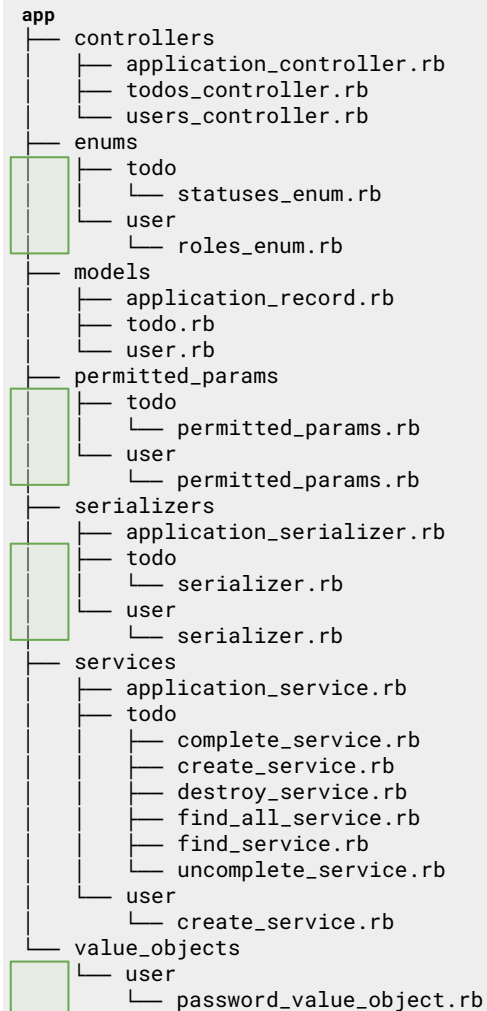 app
├── controllers
│   ├── application_controller.rb
│   ├── todos_controller.rb
│   └── users_controller.rb
├── enums
│   ├── todo
│   │   └── statuses_enum.rb
│   └── user
│       └── roles_enum.rb
├── models
│   ├── application_record.rb
│   ├── todo.rb
│   └── user.rb
├── permitted_params
│   ├── todo
│   │   └── permitted_params.rb
│   └── user
│       └── permitted_params.rb
├── serializers
│   ├── application_serializer.rb
│   ├── todo
│   │   └── serializer.rb
│   └── user
│       └── serializer.rb
├── services
│   ├── application_service.rb
│   ├── todo
│   │   ├── complete_service.rb
│   │   ├── create_service.rb
│   │   ├── destroy_service.rb
│   │   ├── find_all_service.rb
│   │   ├── find_service.rb
│   │   └── uncomplete_service.rb
│   └── user
│       └── create_service.rb
└── value_objects
    └── user
        └── password_value_object.rb